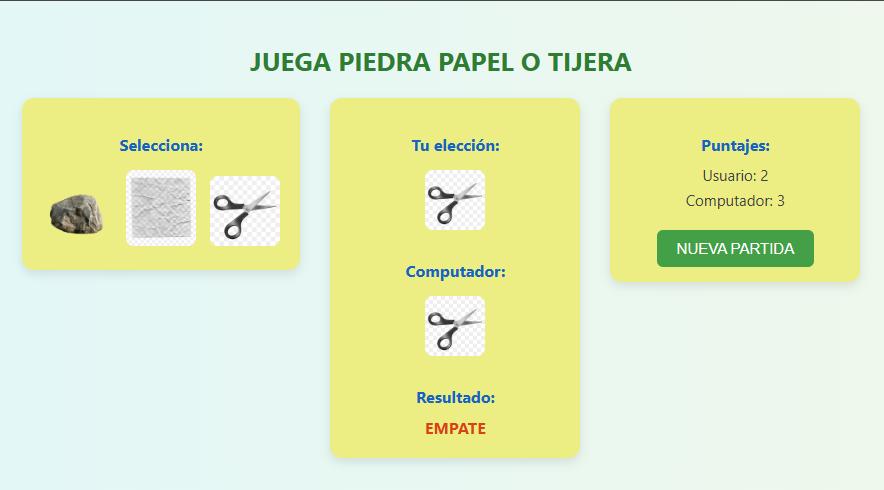 JUEGA PIEDRA PAPEL O TIJERA
Selecciona:
Tu elección:
Computador:
Resultado:
EMPATE
Puntajes:
Usuario: 2
Computador: 3
NUEVA PARTIDA